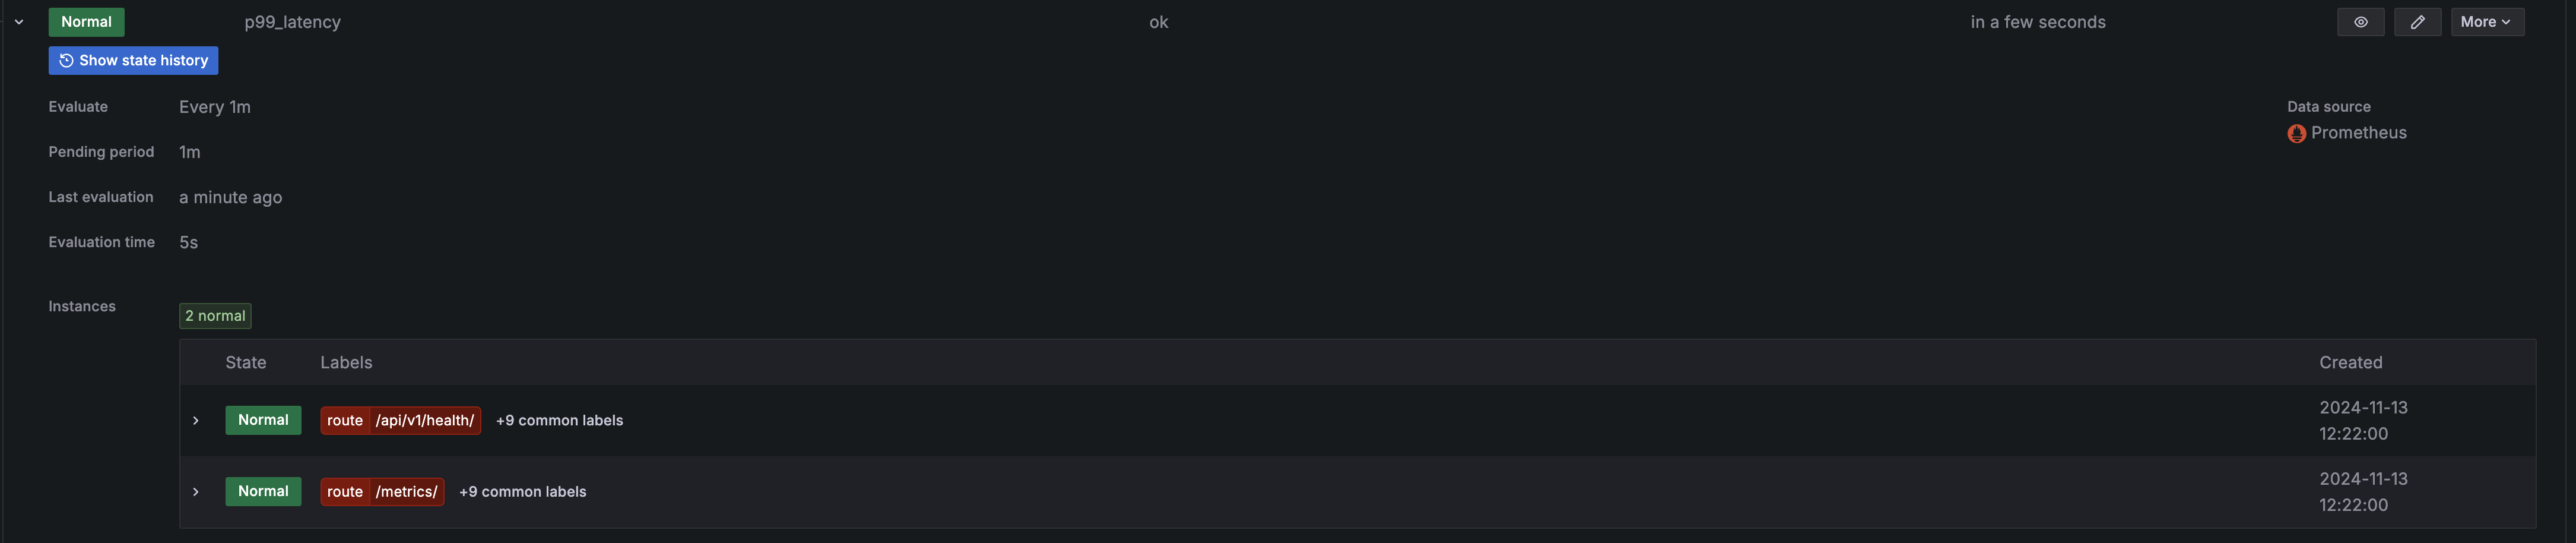 Normal p99_latency ok in a few seconds More
Show state history
Evaluate Every 1m Data source
Prometheus
Pending period 1m
Last evaluation a minute ago
Evaluation time 5s
Instances 2 normal
State Labels Created
Normal route /api/v1/health/ +9 common labels 2024-11-13
12:22:00
Normal route /metrics/ +9 common labels 2024-11-13
12:22:00